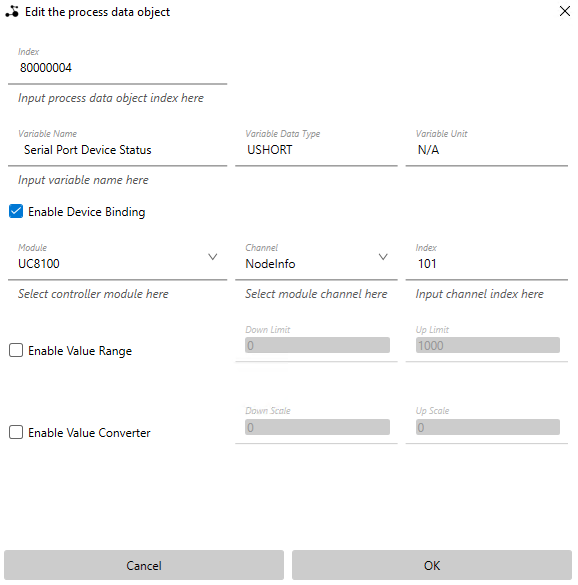 Edit the process data object
Index
80000004
Input process data object index here
Variable Name Variable Data Type Variable Unit
Serial Port Device Status USHORT N/A
Input variable name here
Enable Device Binding
Module Channel Index
UC8100 NodeInfo 101
Select controller module here Select module channel here Input channel index here
Down Limit Up Limit
Enable Value Range 0 1000
Down Scale Up Scale
Enable Value Converter 0 0
Cancel OK